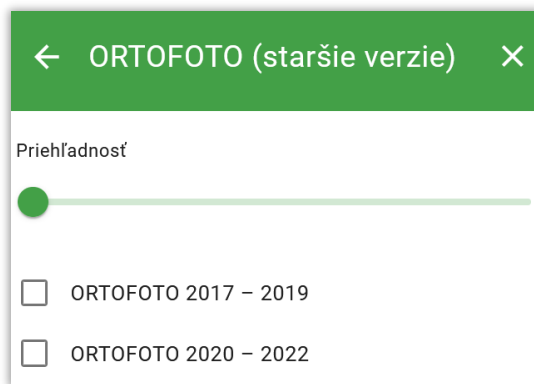 ORTOFOTO (staršie verzie)
Priehľadnosť
ORTOFOTO 2017 – 2019
ORTOFOTO 2020 – 2022